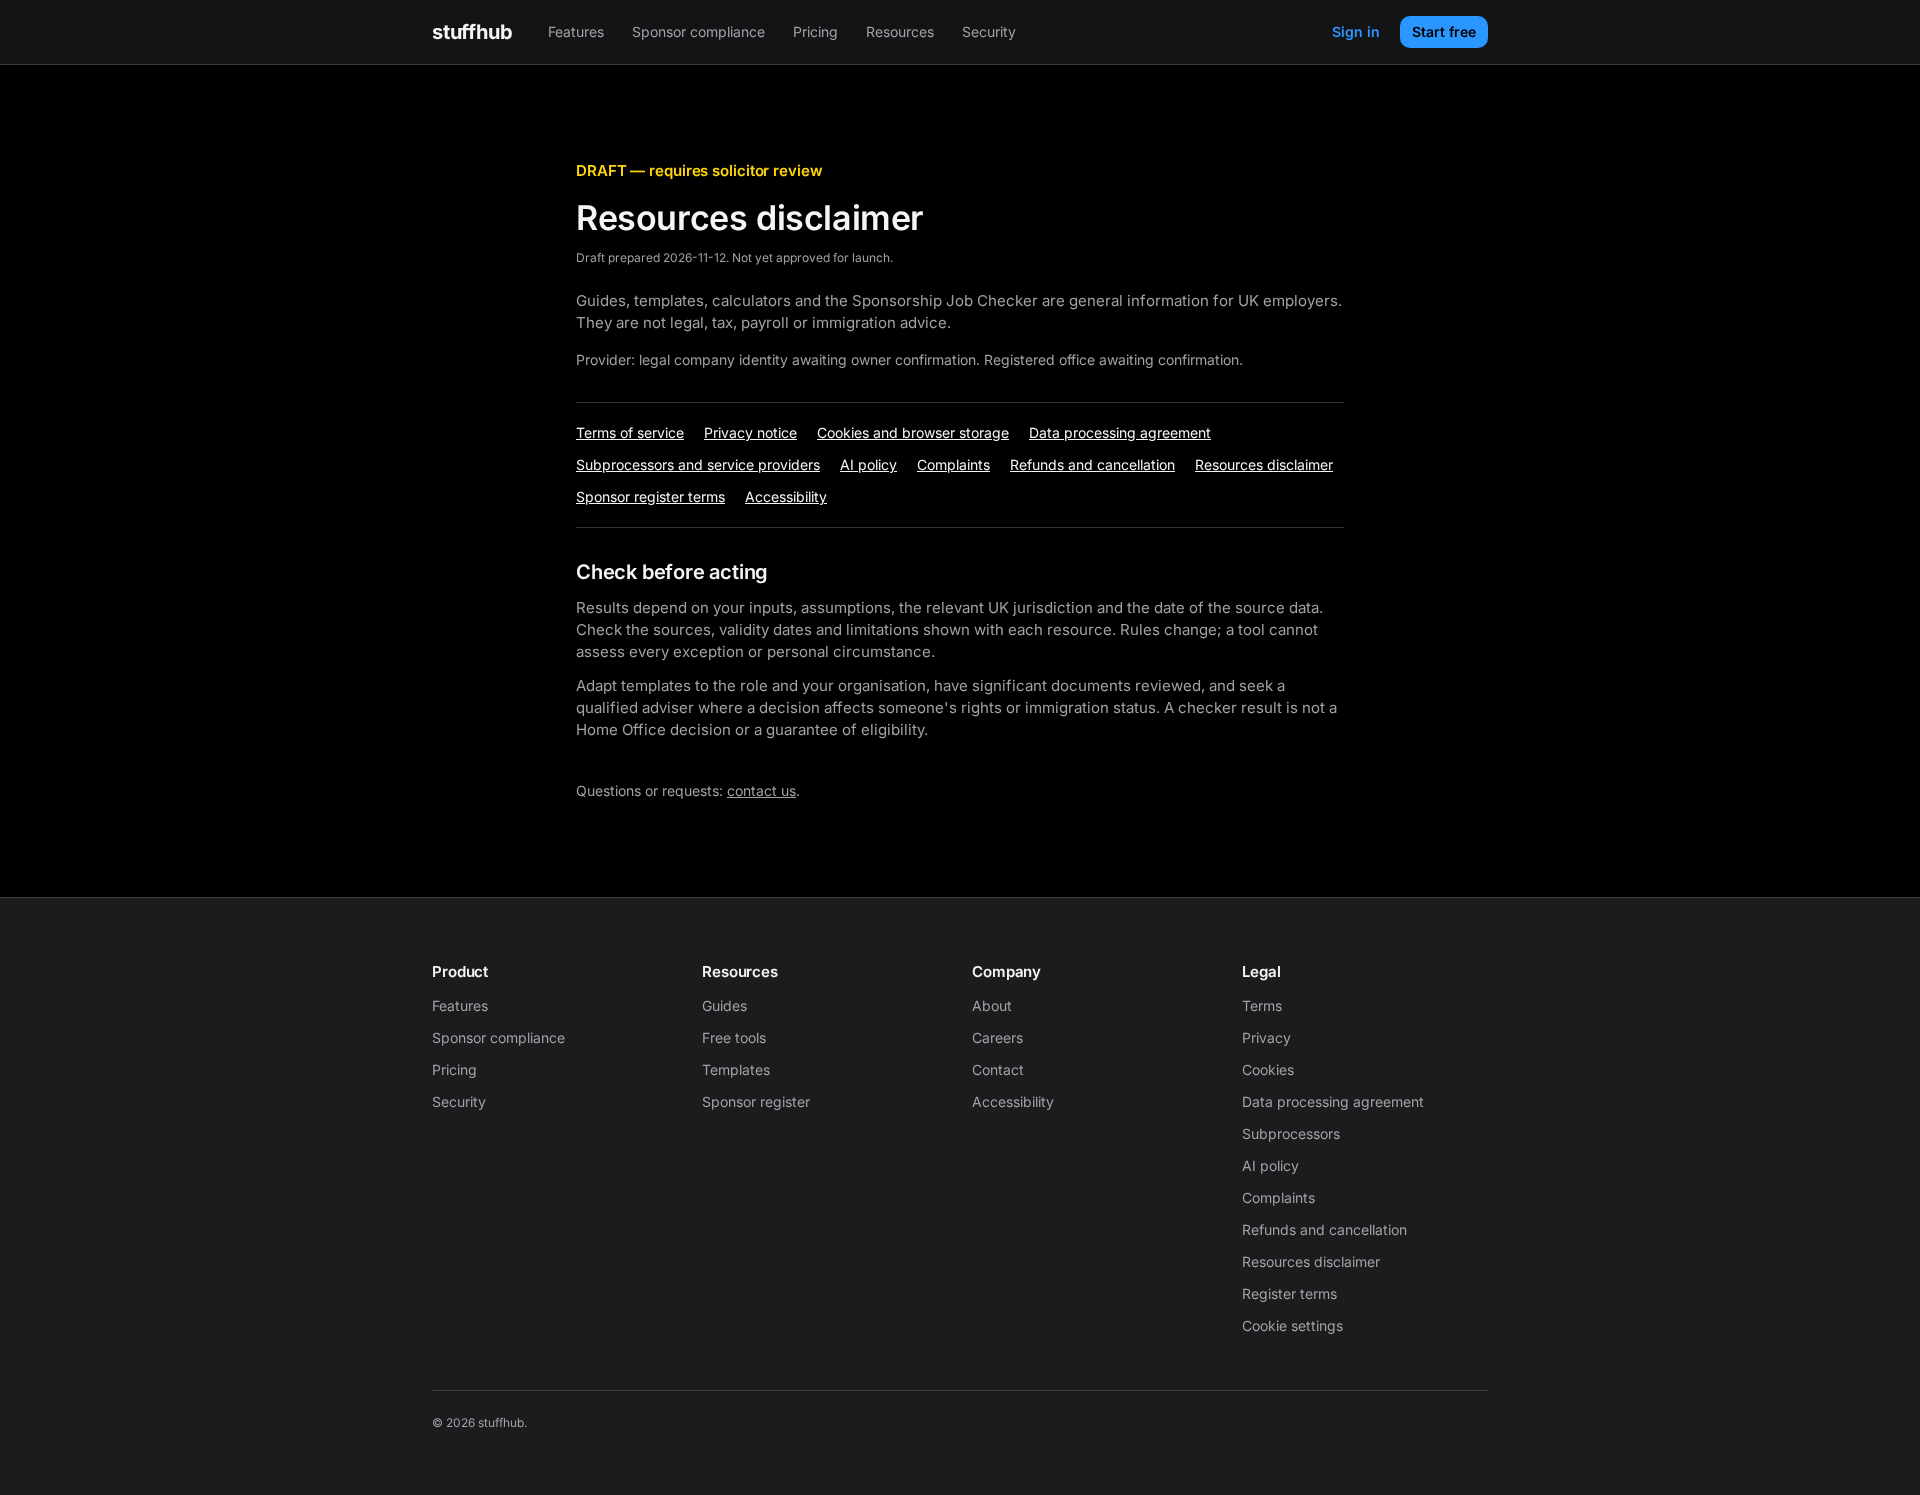 stuffhub Features Sponsor compliance Pricing Resources Security Sign in Start free
DRAFT — requires solicitor review
Resources disclaimer
Draft prepared 2026-11-12. Not yet approved for launch.
Guides, templates, calculators and the Sponsorship Job Checker are general information for UK employers.
They are not legal, tax, payroll or immigration advice.
Provider: legal company identity awaiting owner confirmation. Registered office awaiting confirmation.
Terms of service Privacy notice Cookies and browser storage Data processing agreement
Subprocessors and service providers AI policy Complaints Refunds and cancellation Resources disclaimer
Sponsor register terms Accessibility
Check before acting
Results depend on your inputs, assumptions, the relevant UK jurisdiction and the date of the source data.
Check the sources, validity dates and limitations shown with each resource. Rules change; a tool cannot
assess every exception or personal circumstance.
Adapt templates to the role and your organisation, have significant documents reviewed, and seek a
qualified adviser where a decision affects someone's rights or immigration status. A checker result is not a
Home Office decision or a guarantee of eligibility.
Questions or requests: contact us.
Product
Features
Sponsor compliance
Pricing
Security
Resources
Guides
Free tools
Templates
Sponsor register
Company
About
Careers
Contact
Accessibility
Legal
Terms
Privacy
Cookies
Data processing agreement
Subprocessors
AI policy
Complaints
Refunds and cancellation
Resources disclaimer
Register terms
Cookie settings
© 2026 stuffhub.